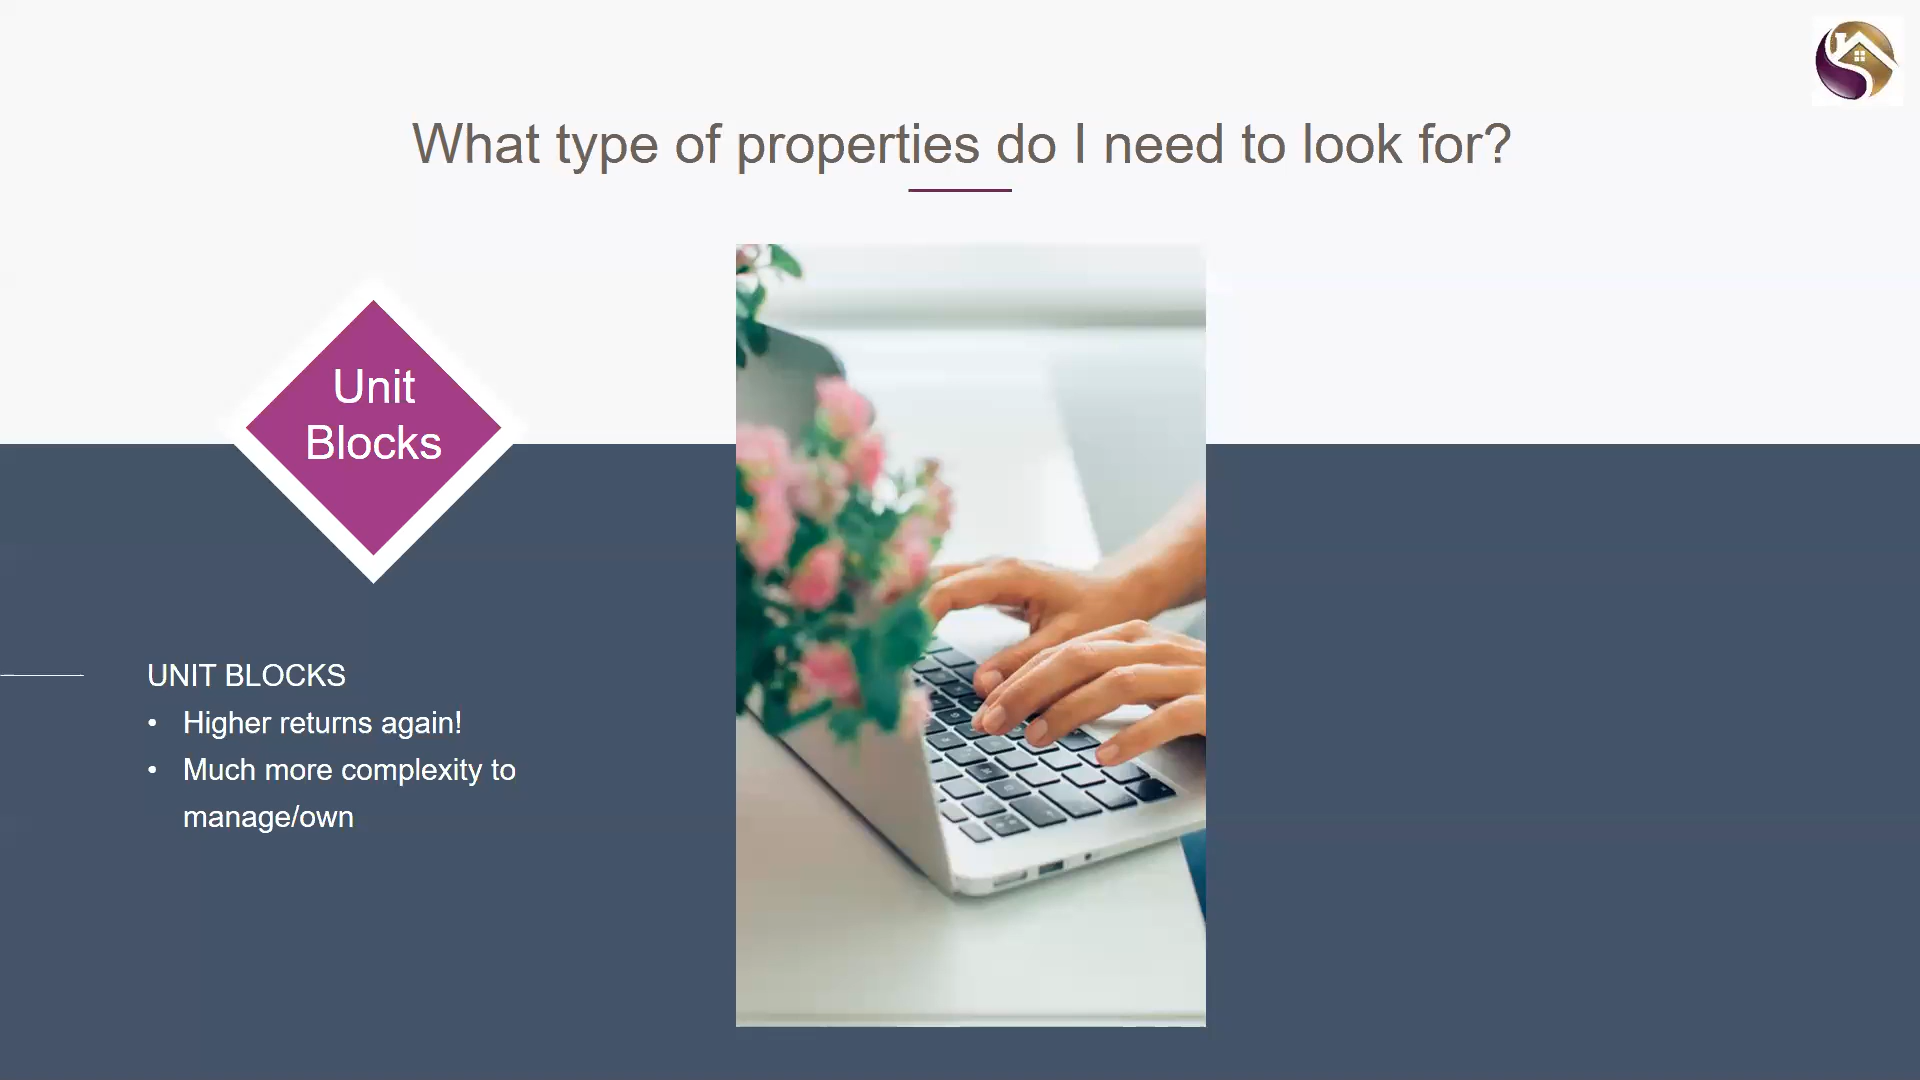 What type of properties do I need to look for?
Unit
Blocks
UNIT BLOCKS
• Higher returns again!
• Much more complexity to
manage/own